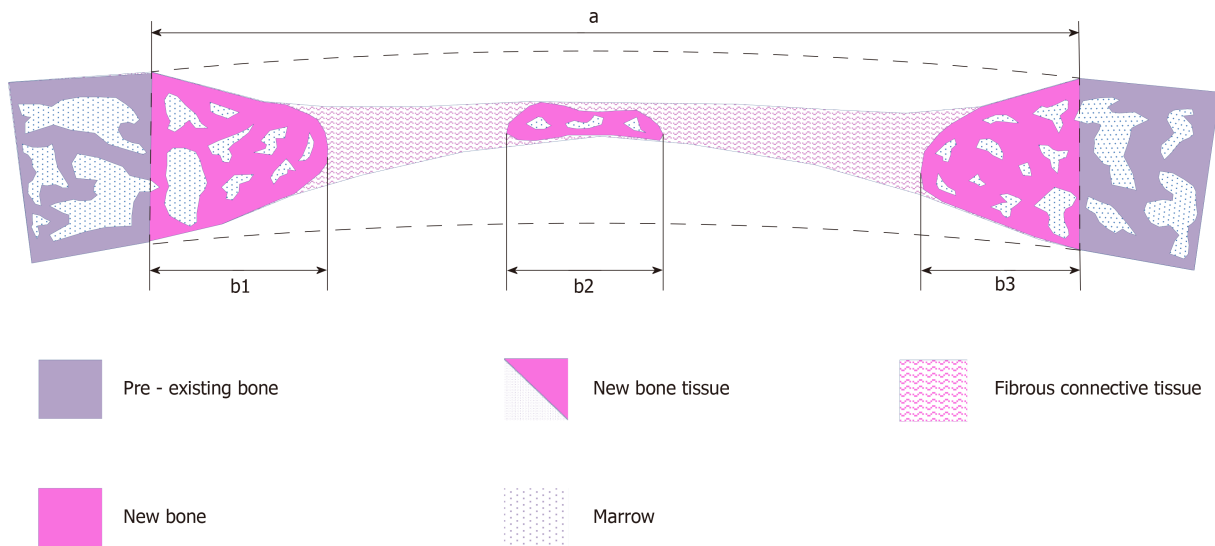 a
b1
b2
b3
Pre - existing bone
New bone tissue
Fibrous connective tissue
New bone
Marrow